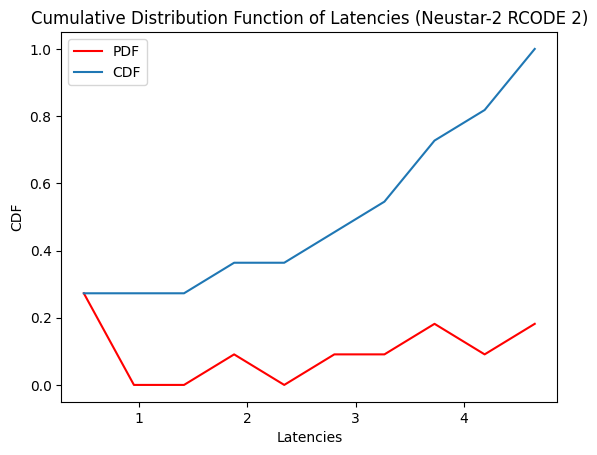 Cumulative Distribution Function of Latencies (Neustar-2 RCODE 2)
PDF
CDF
1.0
0.8
0.6
0.4
0.2
0.0
CDF
1 2 3 4
Latencies